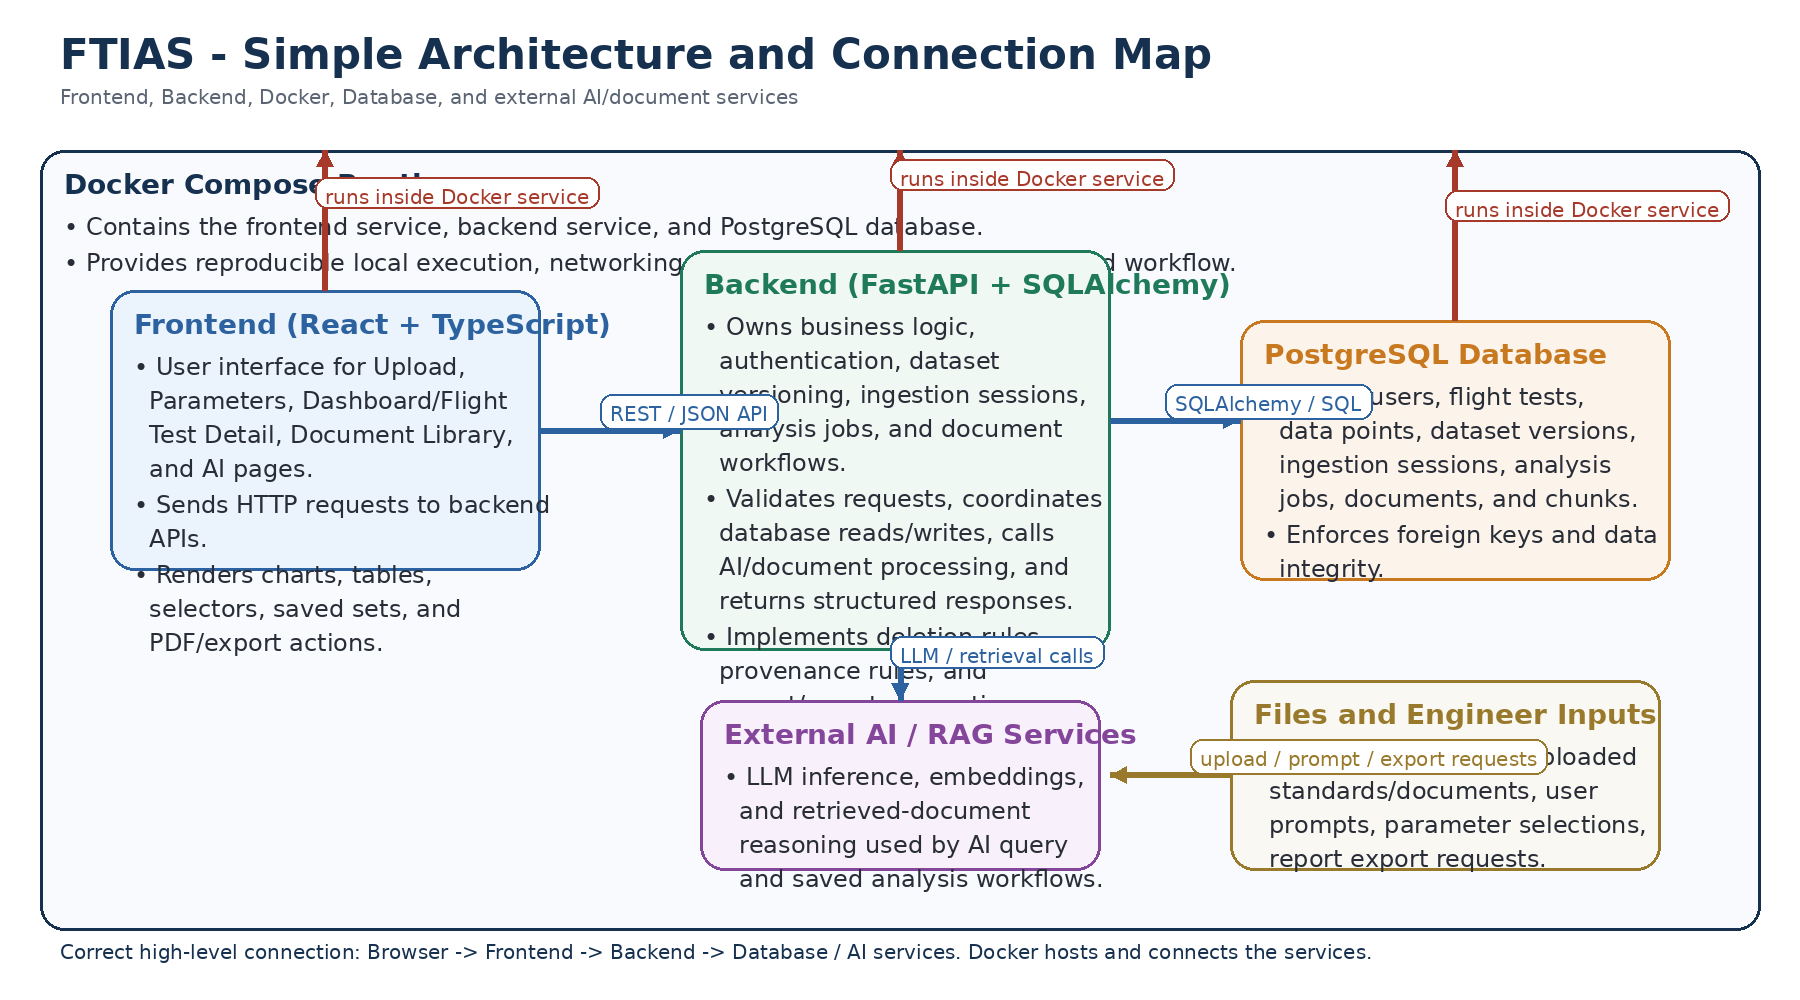 FTIAS - Simple Architecture and Connection Map
Frontend, Backend, Docker, Database, and external AI/document services
Docker Compose
runs inside Docker service
runs inside Docker service
runs inside Docker service
• Contains the frontend service, backend service, and PostgreSQL database.
• Provides reproducible local execution, networking
workflow.
Frontend (React + TypeScript)
• User interface for Upload,
Parameters, Dashboard/Flight
Test Detail, Document Library,
and AI pages.
• Sends HTTP requests to backend
APIs.
• Renders charts, tables,
selectors, saved sets, and
PDF/export actions.
REST / JSON API
Backend (FastAPI + SQLAlchemy)
• Owns business logic,
authentication, dataset
versioning, ingestion sessions,
analysis jobs, and document
workflows.
• Validates requests, coordinates
database reads/writes, calls
AI/document processing, and
returns structured responses.
• Implements deletion rules
provenance rules, and
SQLAlchemy / SQL
PostgreSQL Database
users, flight tests,
data points, dataset versions,
ingestion sessions, analysis
jobs, documents, and chunks.
• Enforces foreign keys and data
integrity.
LLM / retrieval calls
External AI / RAG Services
• LLM inference, embeddings,
and retrieved-document
reasoning used by AI query
and saved analysis workflows.
upload / prompt / export requests
Files and Engineer Inputs
standards/documents, user
prompts, parameter selections,
report export requests.
Correct high-level connection: Browser -> Frontend -> Backend -> Database / AI services. Docker hosts and connects the services.